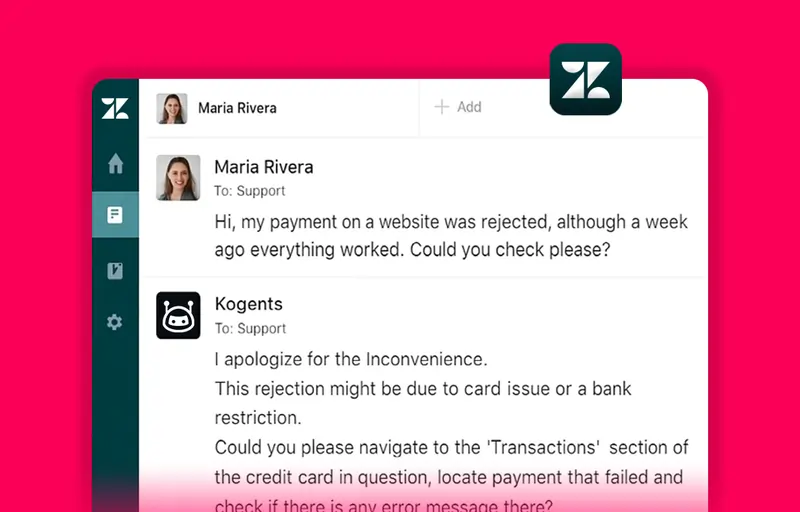 Maria Rivera
Add
Maria Rivera
To: Support
Hi, my payment on a website was rejected, although a week
ago everything worked. Could you check please?
Kogents
To: Support
I apologize for the Inconvenience.
This rejection might be due to card issue or a bank
restriction.
Could you please navigate to the 'Transactions' section of
the credit card in question, locate payment that failed and
check if there is any error message there?